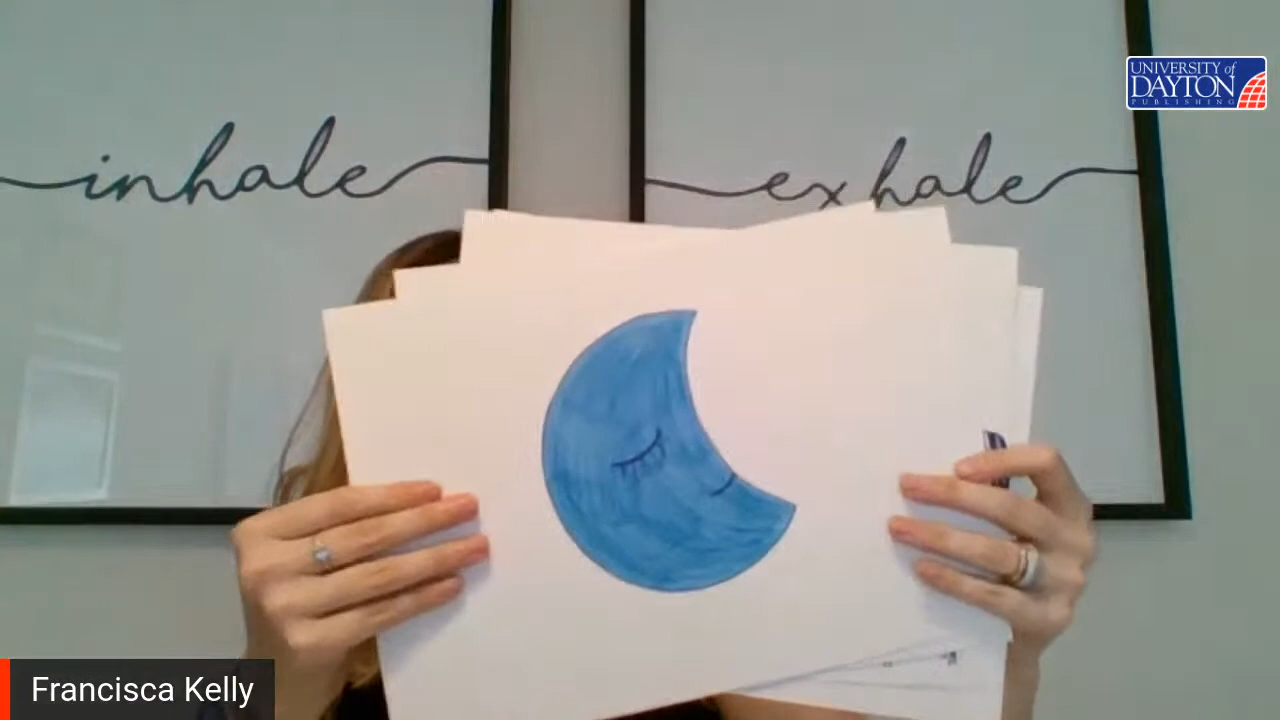 inhale
exhale
UNIVERSITY of
DAYTON
PUBLISHING
Francisca Kelly